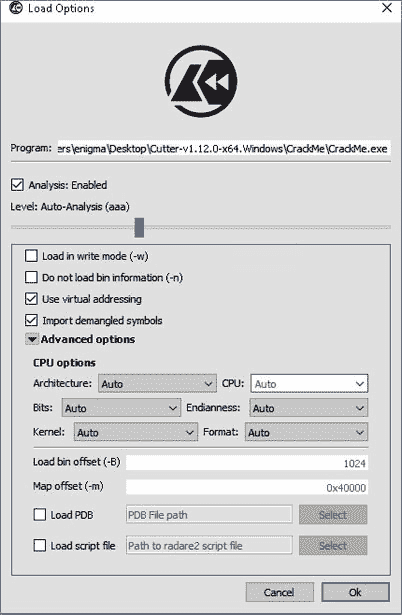 Load Options
Program: ers\enigma\Desktop\Cutter-v1.12.0-x64.Windows\CrackMe\CrackMe.exe
Analysis: Enabled
Level: Auto-Analysis (aaa)
Load in write mode (-w)
Do not load bin information (-n)
Use virtual addressing
Import demangled symbols
Advanced options
CPU options
Architecture: Auto CPU: Auto
Bits: Auto Endianness: Auto
Kernel: Auto Format: Auto
Load bin offset (-B) 1024
Map offset (-m) 0x40000
Load PDB PDB File path Select
Load script file Path to radare2 script file Select
Cancel Ok